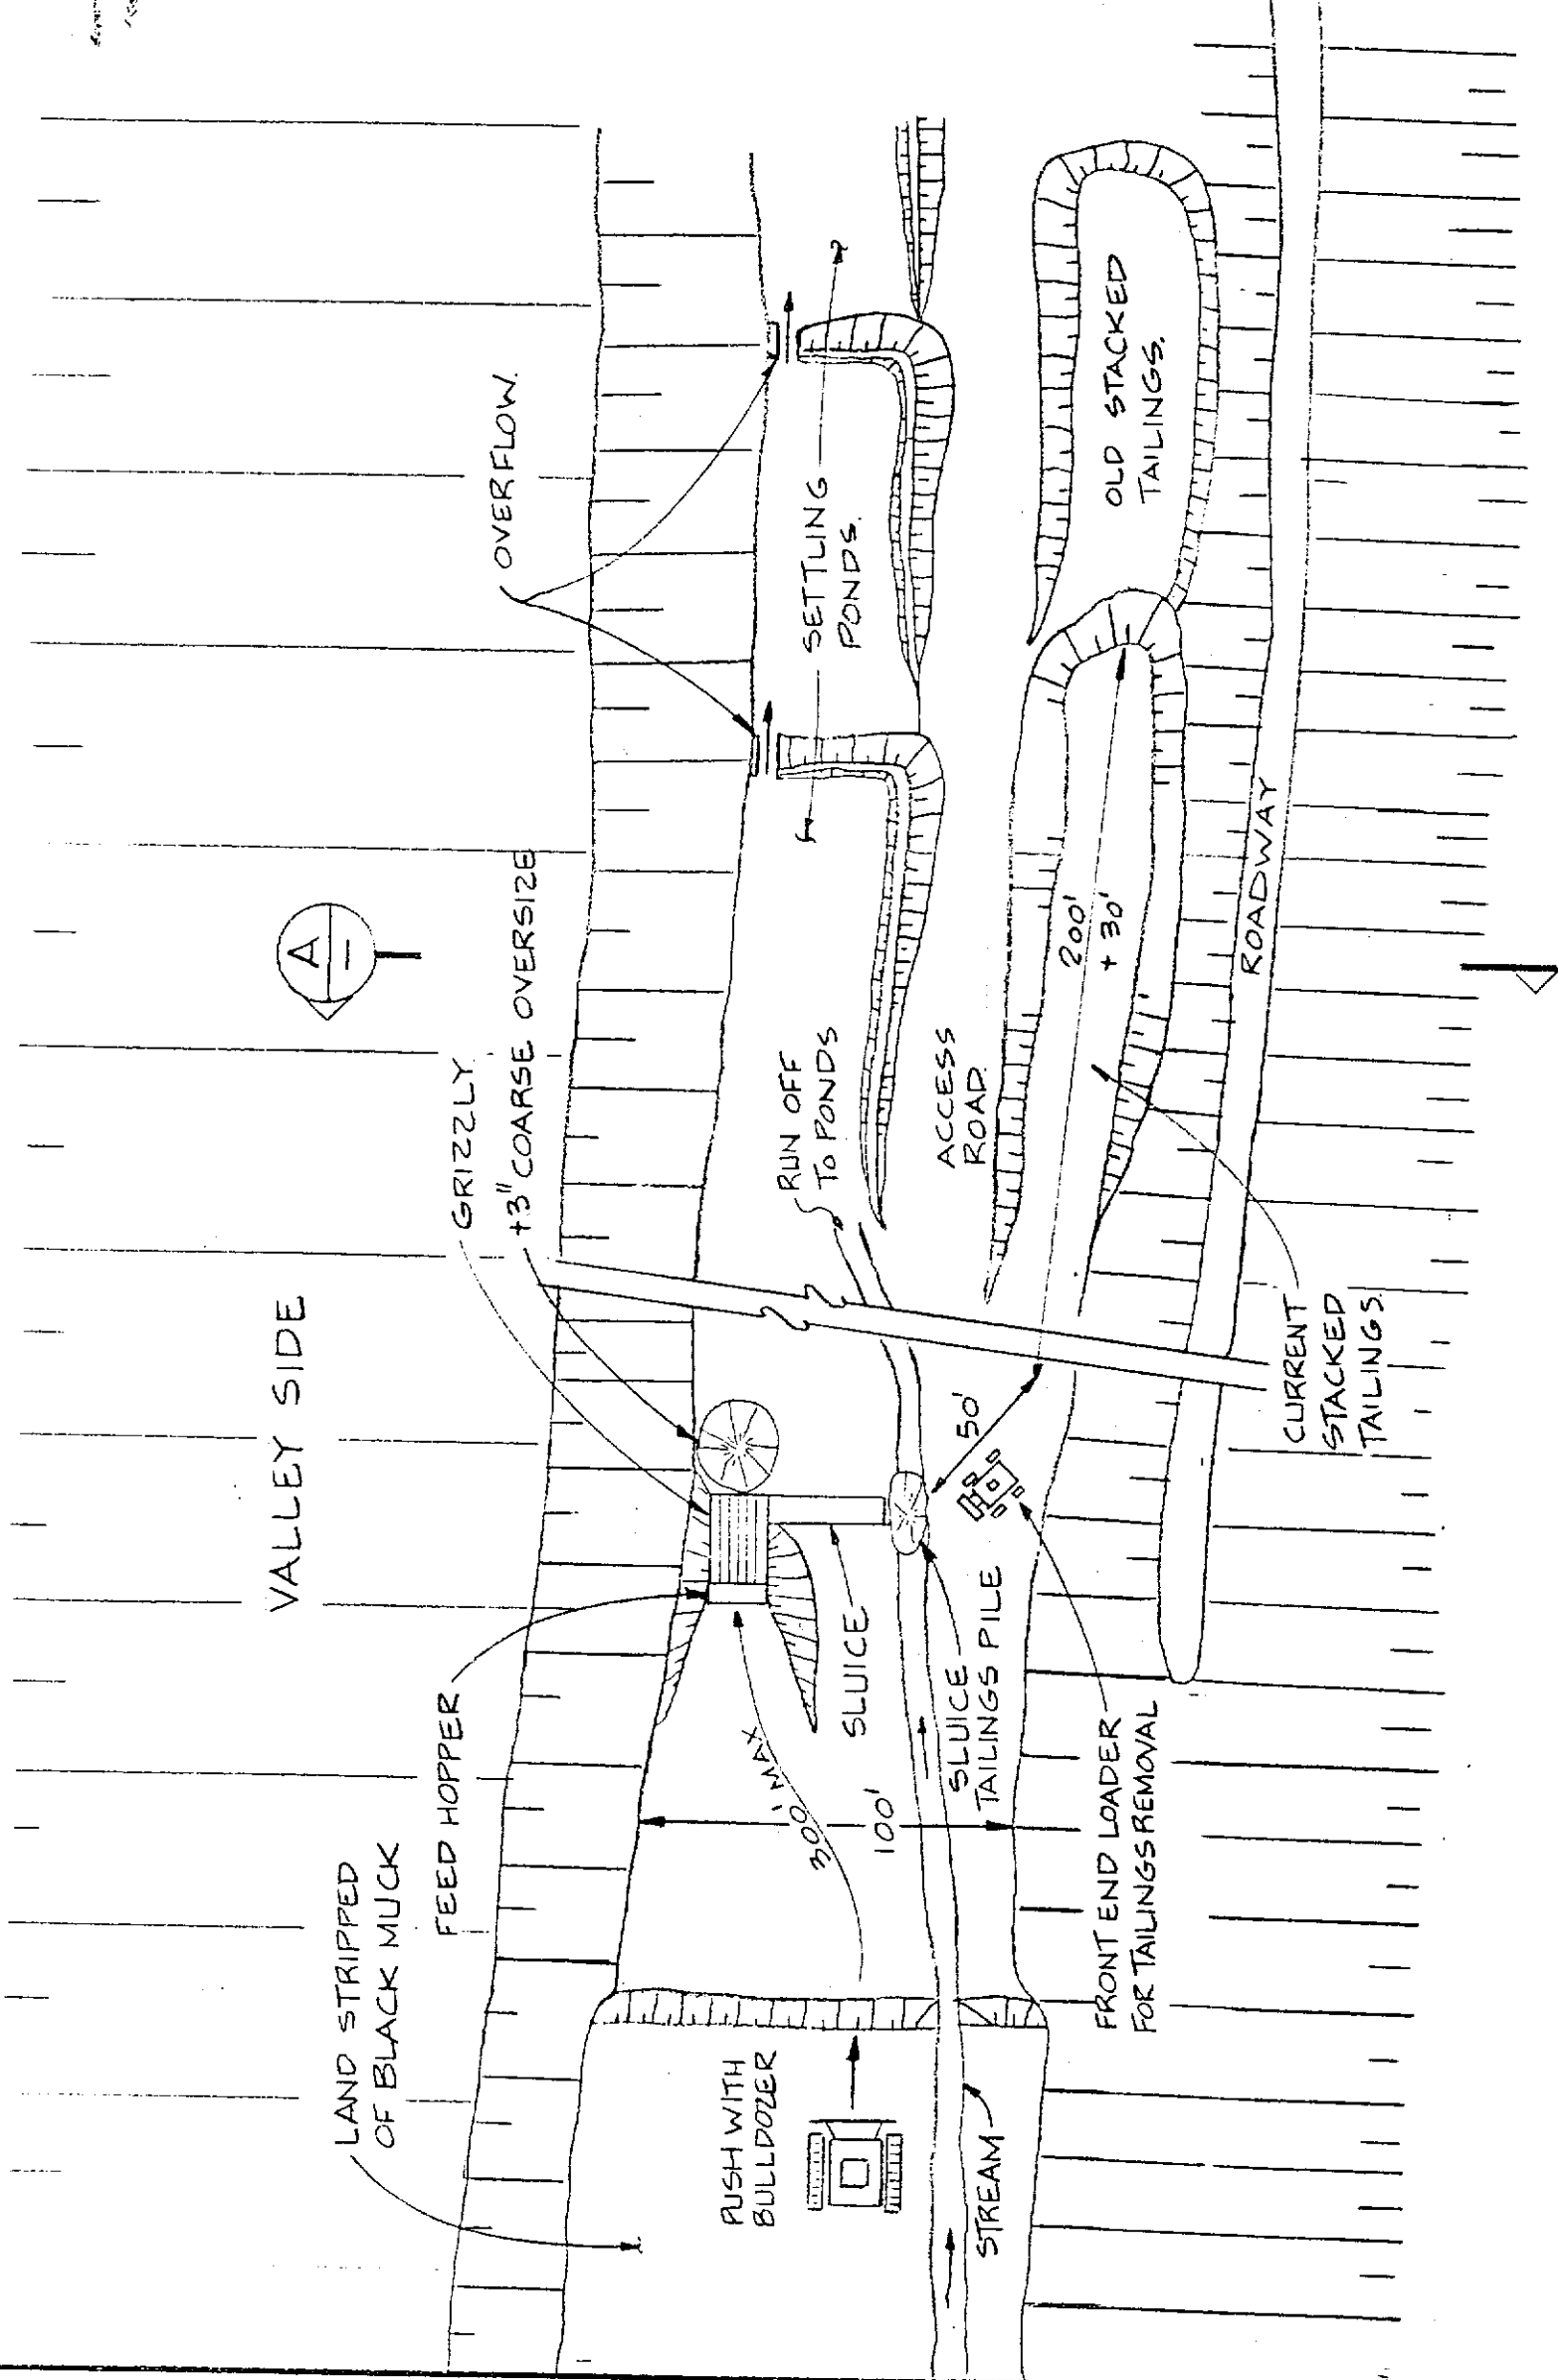 OVERFLOW.
SETTLING
PONDS.
OLD STACKED
TAILINGS.
A
GRIZZLY
+3" COARSE OVERSIZE
RUN OFF
TO PONDS
ACCESS
ROAD.
200'
+ 30'
ROADWAY
VALLEY SIDE
50'
CURRENT
STACKED
TAILINGS.
FEED HOPPER
SLUICE
SLUICE
TAILINGS PILE
300' MAX
100'
FRONT END LOADER
FOR TAILINGS REMOVAL
LAND STRIPPED
OF BLACK MUCK
PUSH WITH
BULLDOZER
STREAM